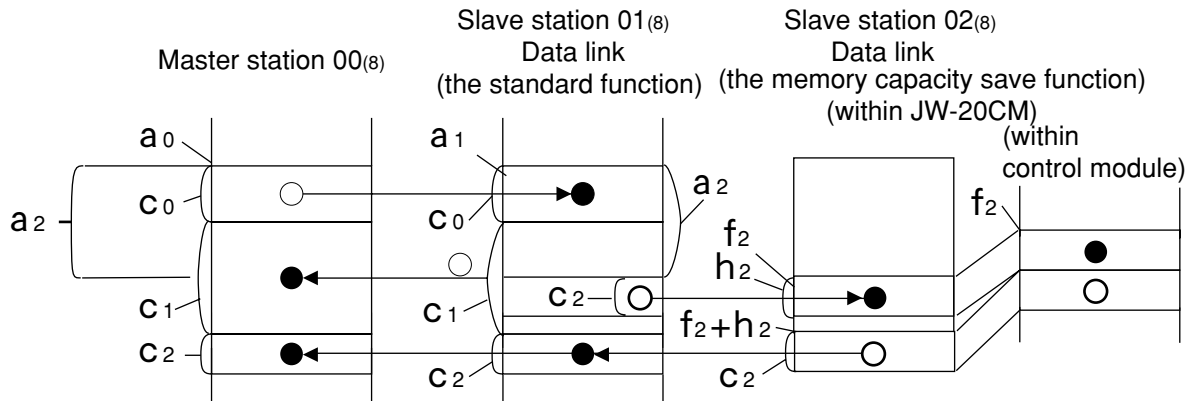 Master station 00(8)
Slave station 01(8)
Data link
(the standard function)
Slave station 02(8)
Data link
(the memory capacity save function)
(within JW-20CM)
(within
control module)
a0
a2
c0
c1
c2
a1
c0
a2
c1
c2
c2
f2
h2
f2+h2
c2
f2